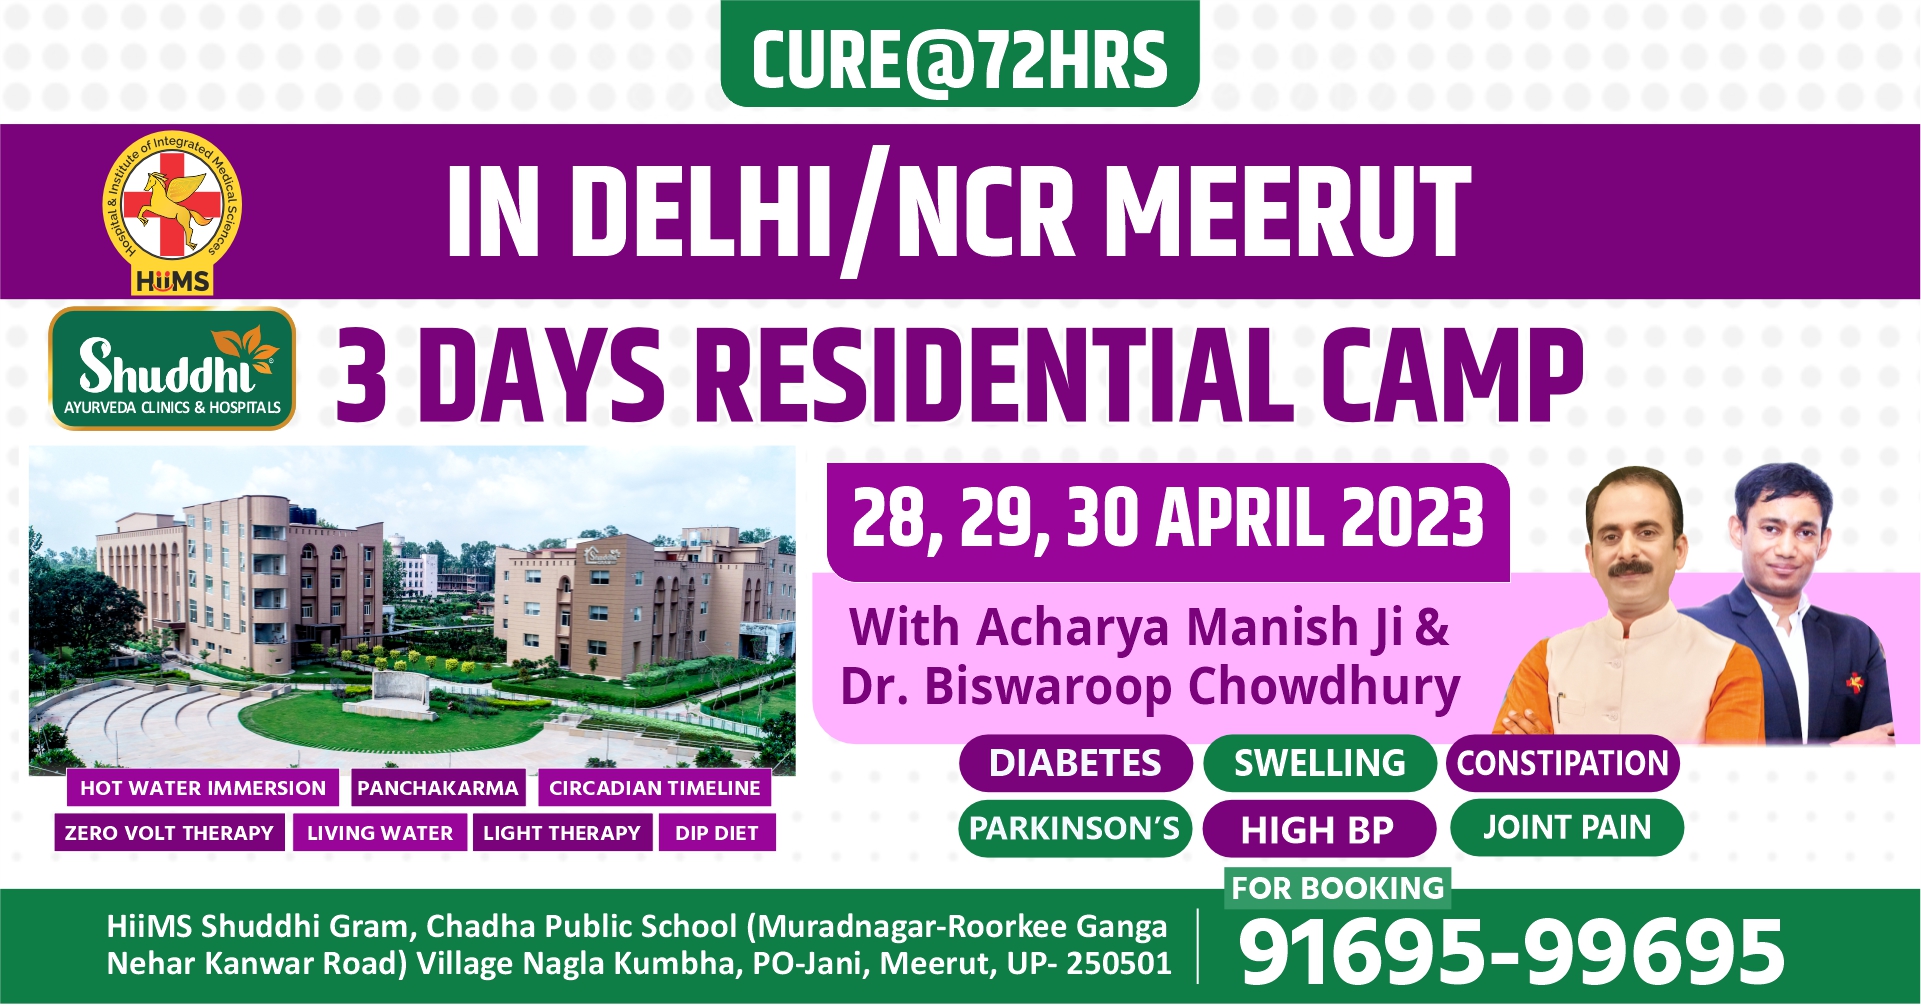 CURE@72HRS
Hospital & Institute of Integrated Medical Sciences
HiiMS
IN DELHI/NCR MEERUT
Shuddhi
AYURVEDA CLINICS & HOSPITALS
3 DAYS RESIDENTIAL CAMP
28, 29, 30 APRIL 2023
With Acharya Manish Ji &
Dr. Biswaroop Chowdhury
HOT WATER IMMERSION
PANCHAKARMA
CIRCADIAN TIMELINE
ZERO VOLT THERAPY
LIVING WATER
LIGHT THERAPY
DIP DIET
DIABETES
SWELLING
CONSTIPATION
PARKINSON'S
HIGH BP
JOINT PAIN
HiiMS Shuddhi Gram, Chadha Public School (Muradnagar-Roorkee Ganga
Nehar Kanwar Road) Village Nagla Kumbha, PO-Jani, Meerut, UP- 250501
FOR BOOKING
91695-99695